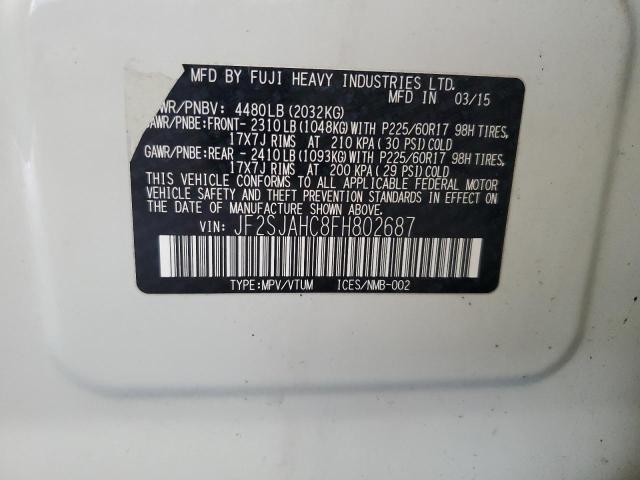 MFD BY FUJI HEAVY INDUSTRIES LTD.
MFD IN 03/15
WR/PNBV: 4480LB (2032KG)
GAWR/PNBE:FRONT- 2310LB (1048KG)WITH P225/60R17 98H TIRES,
17X7J RIMS AT 210 KPA ( 30 PSI)COLD
GAWR/PNBE:REAR - 2410LB (1093KG)WITH P225/60R17 98H TIRES,
17X7J RIMS AT 200 KPA ( 29 PSI)COLD
THIS VEHICLE CONFORMS TO ALL APPLICABLE FEDERAL MOTOR
VEHICLE SAFETY AND THEFT PREVENTION STANDARDS IN EFFECT ON
THE DATE OF MANUFACTURE SHOWN ABOVE.
VIN: JF2SJAHC8FH802687
TYPE:MPV/VTUM ICES/NMB-002